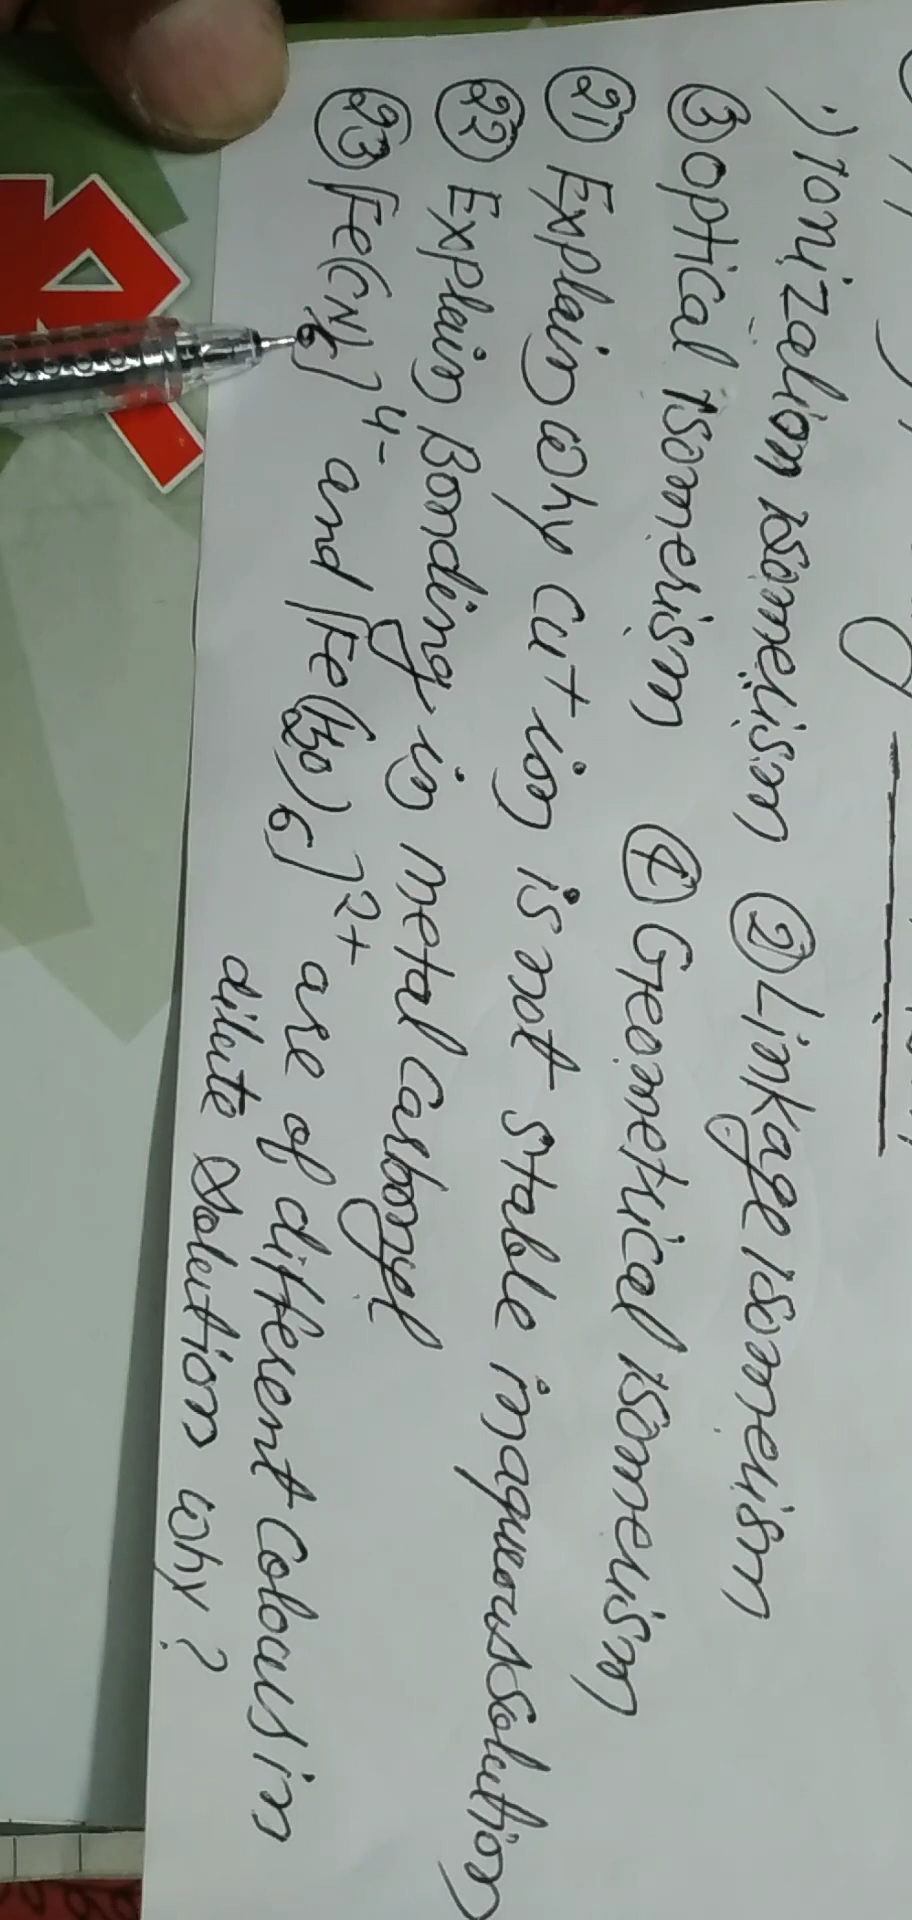 i) Ionization isomerism ② Linkage isomerism
③ optical isomerism ④ Geometrical isomerism
㉑ Explain why Cu+ ion is not stable in aqueous solution
㉒ Explain Bonding in metal carbonyl
㉓ [Fe(CN)6]4- and [Fe(H2O)6]2+ are of different colours in
dilute solution why?